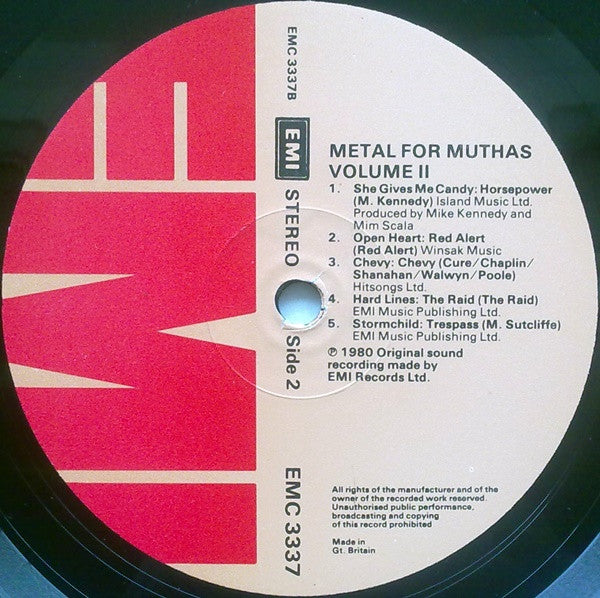 EMI
EMC 3337B
EMI
STEREO
Side 2
EMC 3337
METAL FOR MUTHAS
VOLUME II
1. She Gives Me Candy: Horsepower
(M. Kennedy) Island Music Ltd.
Produced by Mike Kennedy and
Mim Scala
2. Open Heart: Red Alert
(Red Alert) Winsak Music
3. Chevy: Chevy (Cure/Chaplin/
Shanahan/Walwyn/Poole)
Hitsongs Ltd.
4. Hard Lines: The Raid (The Raid)
EMI Music Publishing Ltd.
5. Stormchild: Trespass (M. Sutcliffe)
EMI Music Publishing Ltd.
℗ 1980 Original sound
recording made by
EMI Records Ltd.
All rights of the manufacturer and of the
owner of the recorded work reserved.
Unauthorised public performance,
broadcasting and copying
of this record prohibited
Made in
Gt. Britain